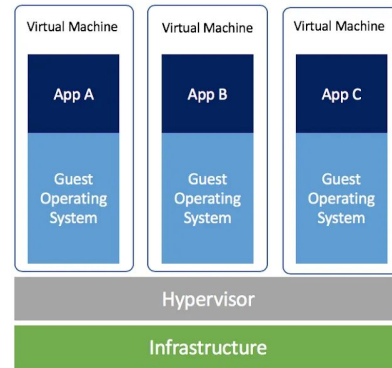 Virtual Machine
App A
Guest
Operating
System
Virtual Machine
App B
Guest
Operating
System
Virtual Machine
App C
Guest
Operating
System
Hypervisor
Infrastructure